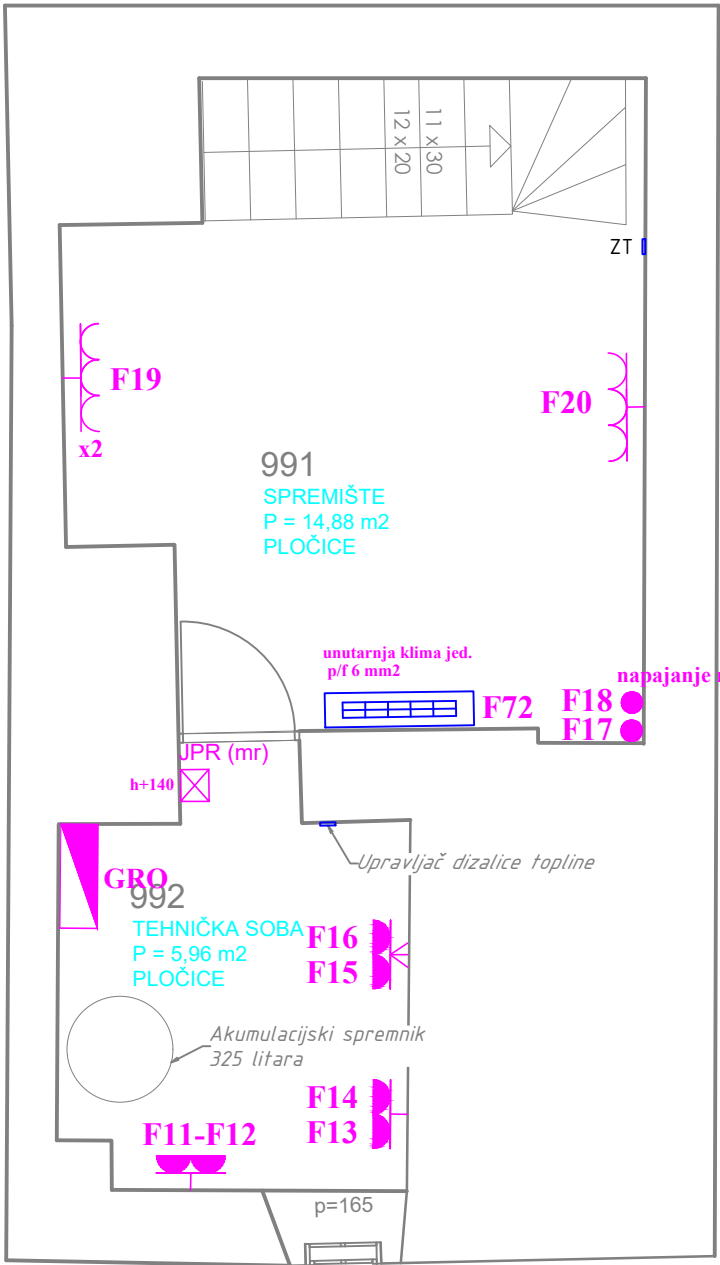 11 x 30
12 x 20
ZT
F19
x2
F20
991
SPREMIŠTE
P = 14,88 m2
PLOČICE
unutarnja klima jed.
p/f 6 mm2
F72
napajanje
F18
F17
JPR (mr)
h+140
Upravljač dizalice topline
GRO
992
TEHNIČKA SOBA
P = 5,96 m2
PLOČICE
F16
F15
Akumulacijski spremnik
325 litara
F14
F13
F11-F12
p=165